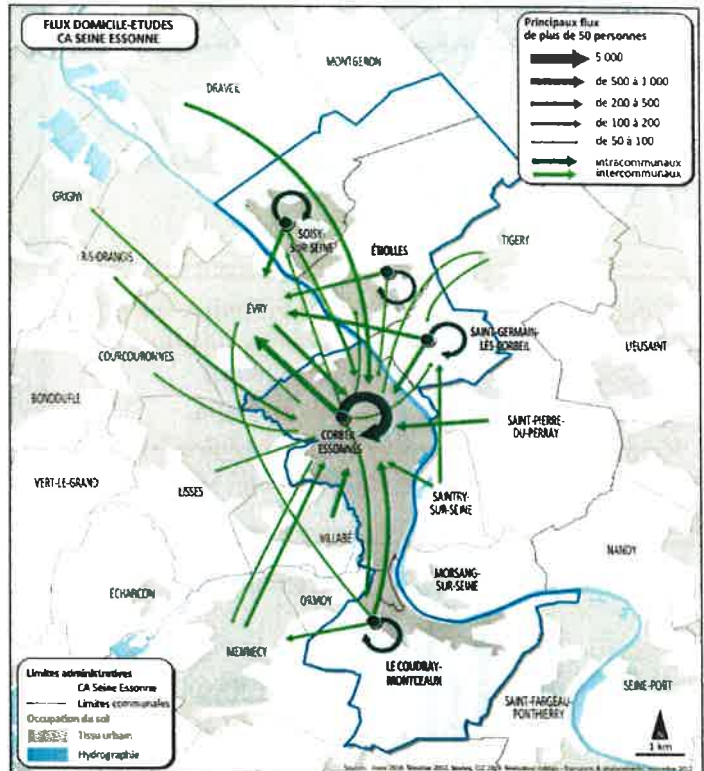 FLUX DOMICILE-ETUDES
CA SEINE ESSONNE
Principaux flux
de plus de 50 personnes
5 000
de 500 à 1 000
de 200 à 500
de 100 à 200
de 50 à 100
intracommunaux
intercommunaux
MONTGERON
DRAVEIL
GRIGNY
SOISY-
SUR-SEINE
ÉTIOLLES
TIGERY
RIS-ORANGIS
ÉVRY
SAINT-GERMAIN-
LÈS-CORBEIL
LIEUSAINT
COURCOURONNES
BONDOUFLE
CORBEIL
ESSONNES
SAINT-PIERRE-
DU-PERRAY
VERT-LE-GRAND
LISSES
SAINTRY-
SUR-SEINE
VILLABÉ
NANDY
MORSANG-
SUR-SEINE
ÉCHARCON
ORMOY
MENNECY
LE COUDRAY-
MONTCEAUX
SEINE-PORT
SAINT-FARGEAU-
PONTHIERRY
Limites administratives
CA Seine Essonne
Limites communales
Occupation du sol
Tissu urbain
Hydrographie
1 km